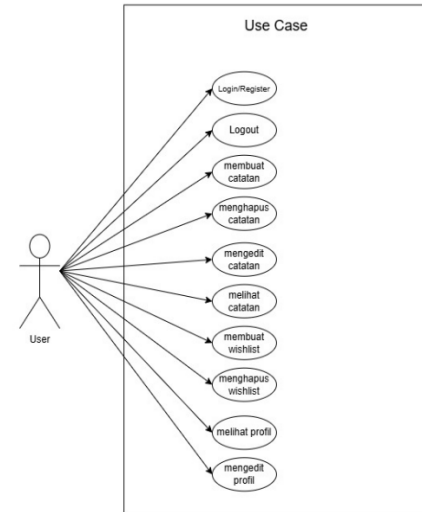 Use Case
Login/Register
Logout
membuat
catatan
menghapus
catatan
mengedit
catatan
melihat
catatan
membuat
wishlist
menghapus
wishlist
melihat profil
mengedit
profil
User